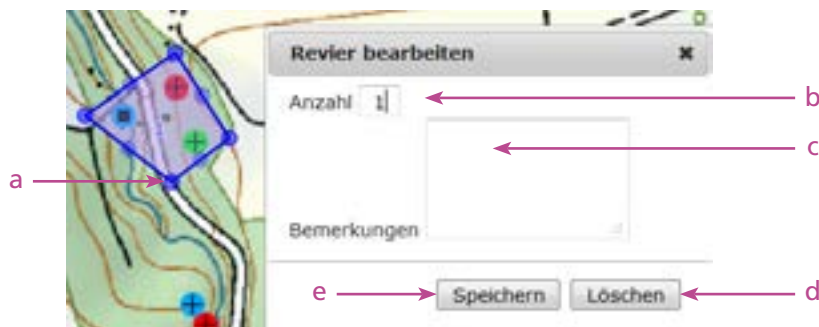 Revier bearbeiten ✖
Anzahl 1
b
c
a
Bemerkungen
e
Speichern Löschen
d